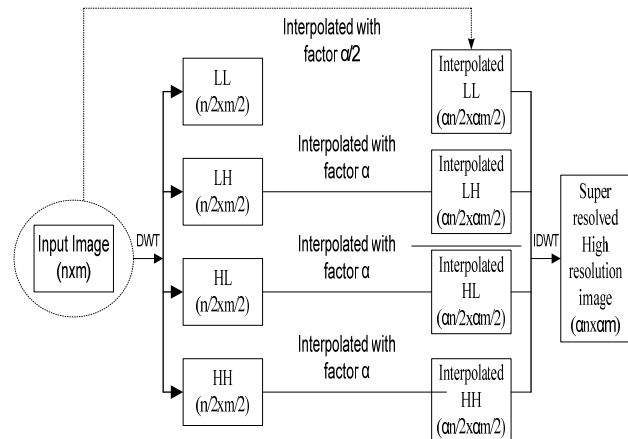 Interpolated with
factor α/2
LL
(n/2xm/2)
Interpolated
LL
(αn/2xαm/2)
Interpolated with
factor α
LH
(n/2xm/2)
Interpolated
LH
(αn/2xαm/2)
Input Image
(nxm)
DWT
Interpolated with
factor α
HL
(n/2xm/2)
Interpolated
HL
(αn/2xαm/2)
IDWT
Super
resolved
High
resolution
image
(αnxαm)
Interpolated with
factor α
HH
(n/2xm/2)
Interpolated
HH
(αn/2xαm/2)